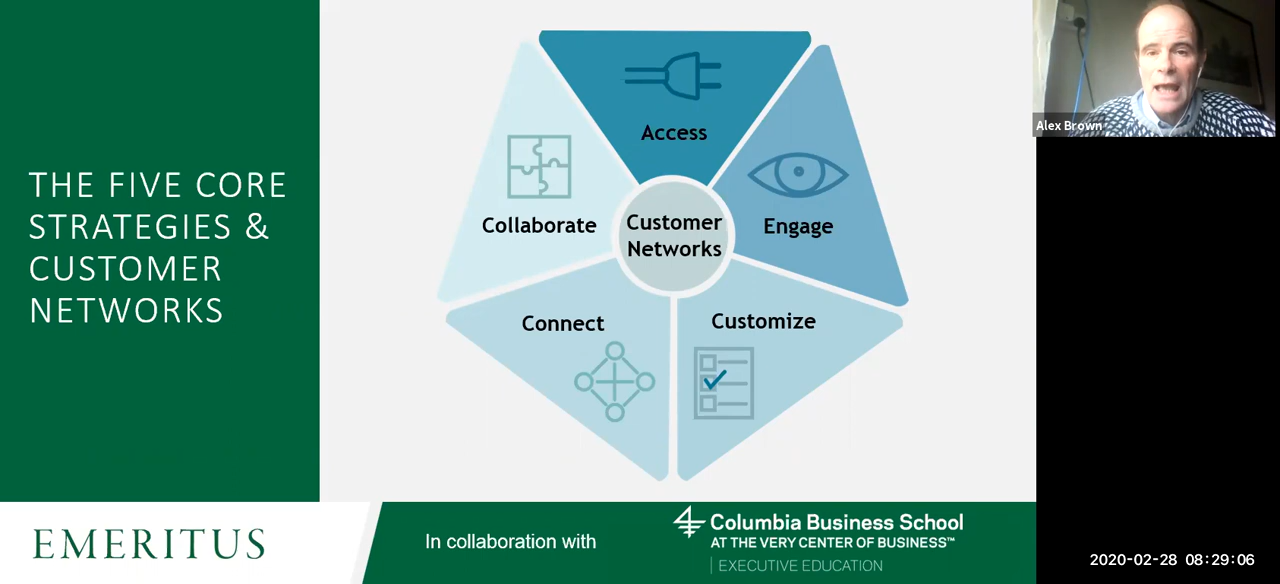 THE FIVE CORE
STRATEGIES &
CUSTOMER
NETWORKS
Access
Engage
Customize
Connect
Collaborate
Customer
Networks
Alex Brown
EMERITUS
In collaboration with
Columbia Business School
AT THE VERY CENTER OF BUSINESS™
EXECUTIVE EDUCATION
2020-02-28 08:29:06